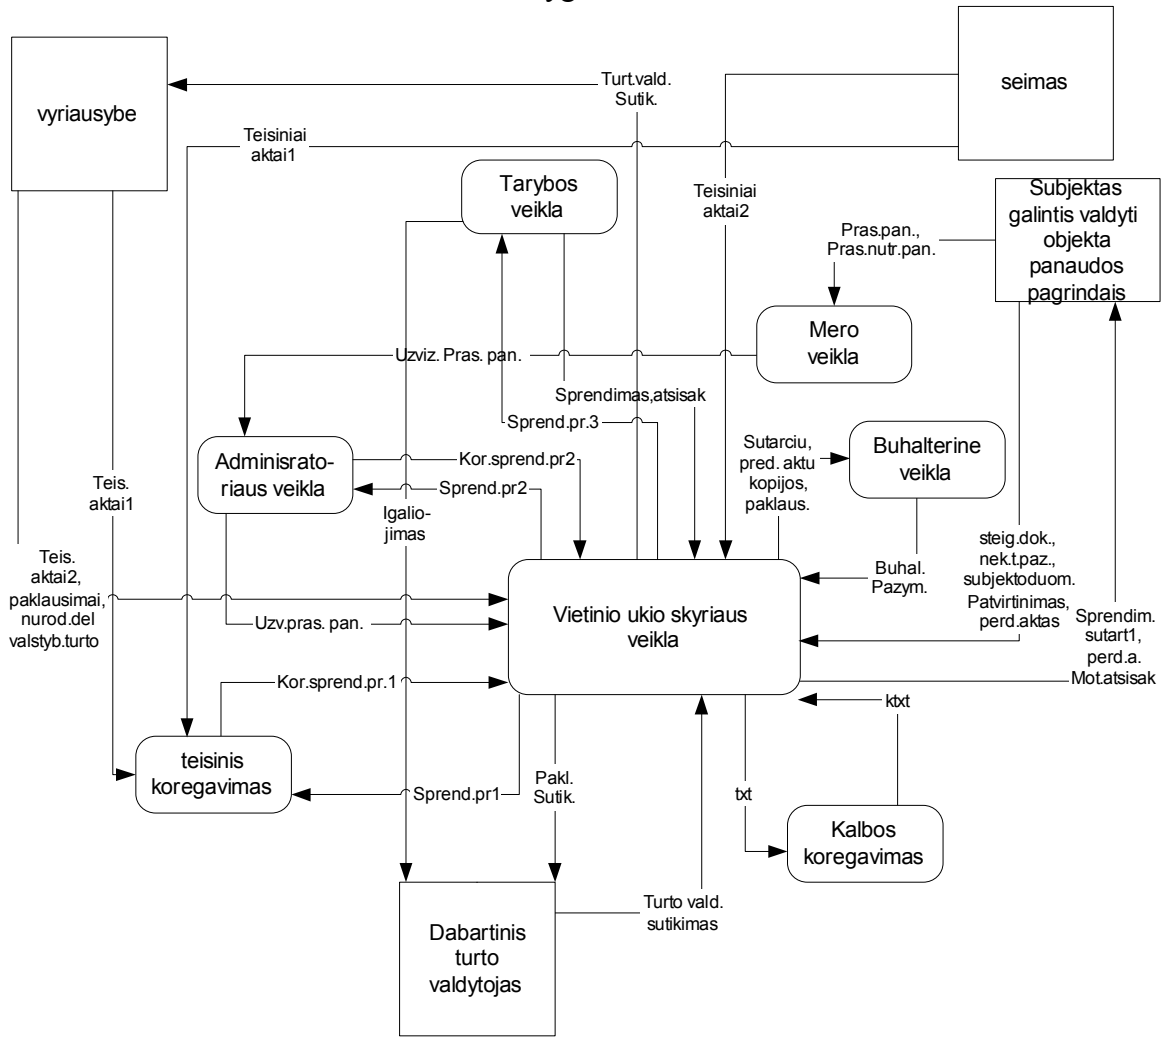 yg
vyriausybe
seimas
Turt.vald.
Sutik.
Teisiniai
aktai1
Tarybos
veikla
Teisiniai
aktai2
Subjektas
galintis valdyti
objekta
panaudos
pagrindais
Pras.pan.,
Pras.nutr.pan.
Mero
veikla
Uzviz. Pras. pan.
Sprendimas,atsisak
Sprend.pr.3
Adminisrato-
riaus veikla
Kor.sprend.pr2
Sprend.pr2
Sutarciu,
pred. aktu
kopijos,
paklaus.
Buhalterine
veikla
Teis.
aktai1
Igalio-
jimas
Teis.
aktai2,
paklausimai,
nurod.del
valstyb.turto
Buhal.
Pazym.
steig.dok.,
nek.t.paz.,
subjektoduom.
Patvirtinimas,
perd.aktas
Vietinio ukio skyriaus
veikla
Uzv.pras. pan.
Sprendim.
sutart1,
perd.a.
Mot.atsisak
Kor.sprend.pr.1
ktxt
teisinis
koregavimas
Sprend.pr1
Pakl.
Sutik.
txt
Kalbos
koregavimas
Turto vald.
sutikimas
Dabartinis
turto
valdytojas